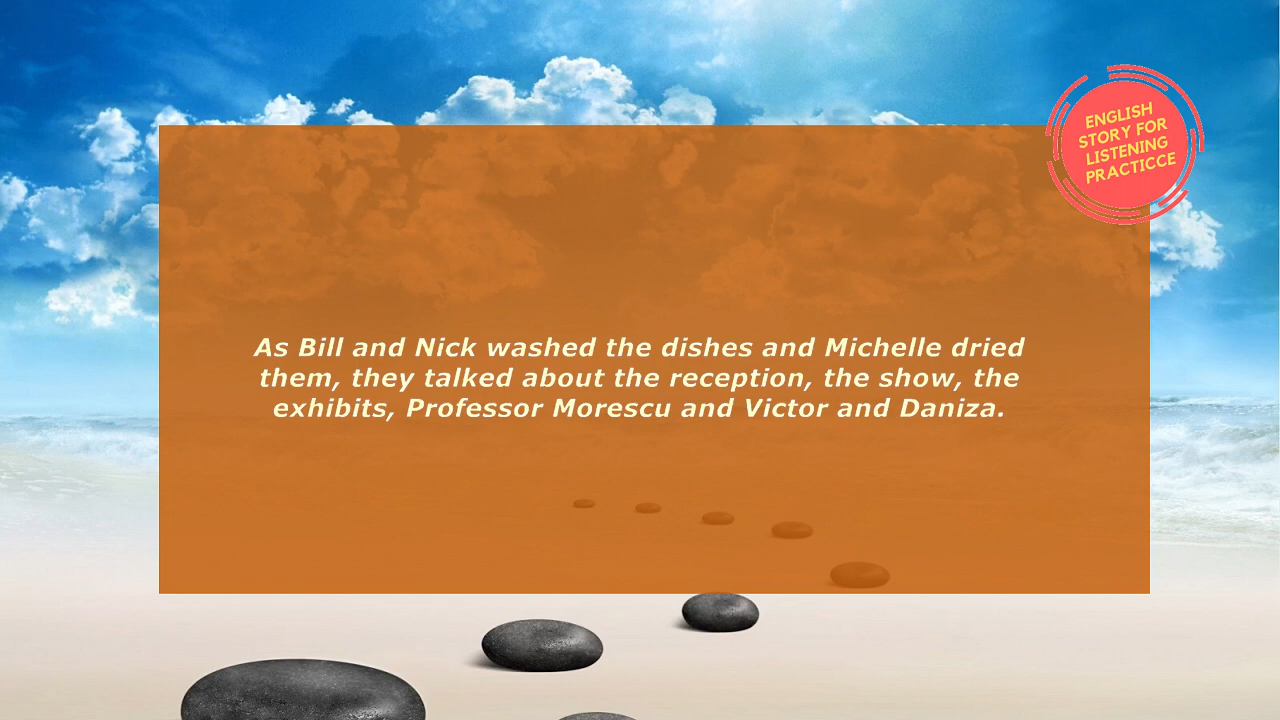 ENGLISH
STORY FOR
LISTENING
PRACTICCE
As Bill and Nick washed the dishes and Michelle dried
them, they talked about the reception, the show, the
exhibits, Professor Morescu and Victor and Daniza.